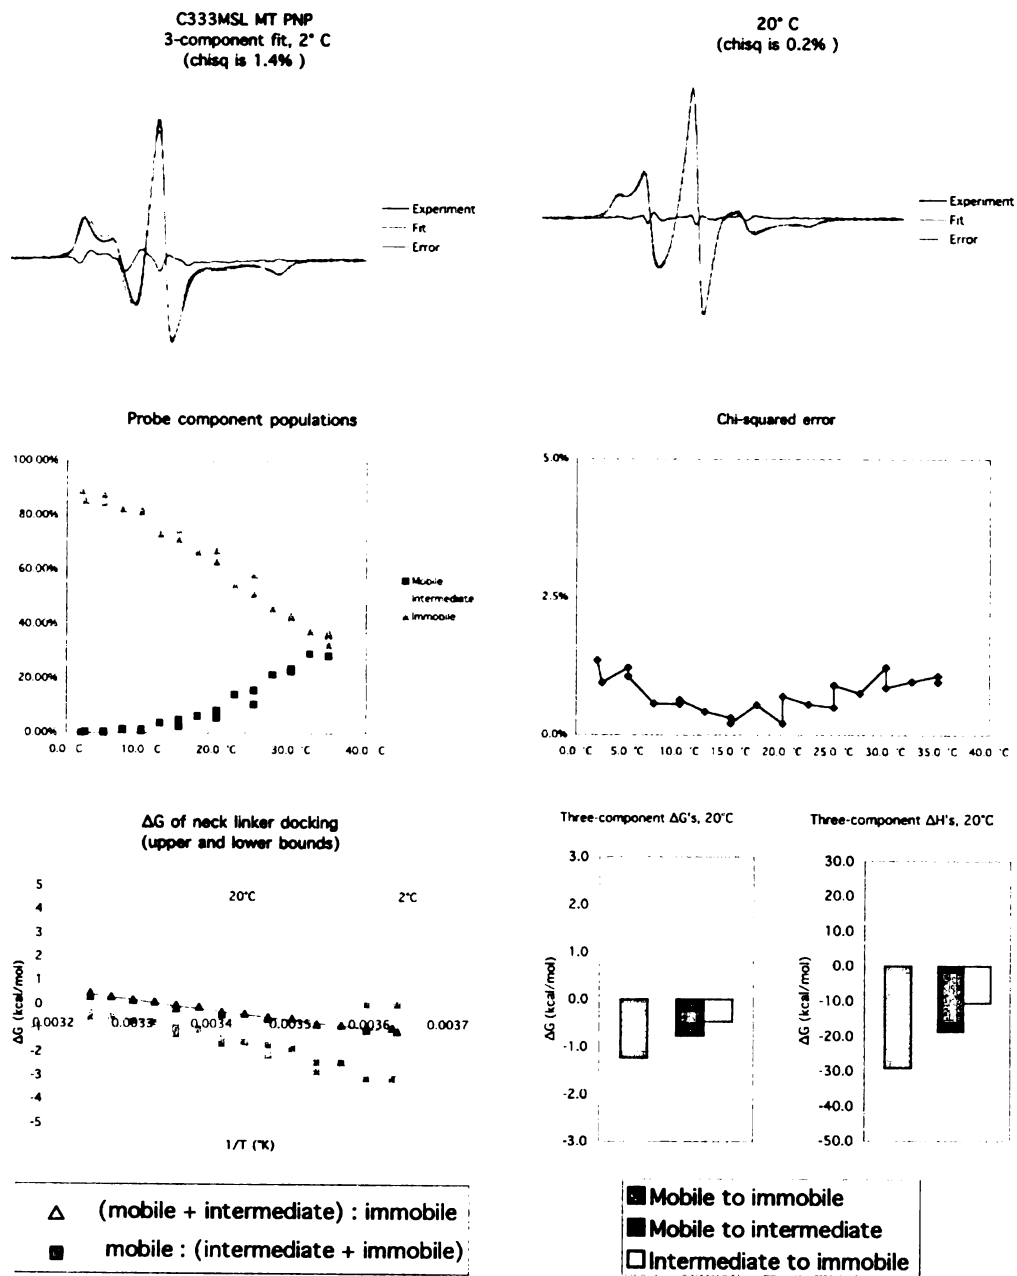 C333MSL MT PNP
3-component fit, 2° C
(chisq is 1.4% )
Experiment
Fit
Error
20° C
(chisq is 0.2% )
Experiment
Fit
Error
Probe component populations
100.00%
80.00%
60.00%
40.00%
20.00%
0.00%
0.0 °C
10.0 °C
20.0 °C
30.0 °C
40.0 °C
Mobile
Intermediate
Immobile
Chi-squared error
5.0%
2.5%
0.0%
0.0 °C
5.0 °C
10.0 °C
15.0 °C
20.0 °C
25.0 °C
30.0 °C
35.0 °C
40.0 °C
ΔG of neck linker docking
(upper and lower bounds)
ΔG (kcal/mol)
5
4
3
2
1
0
-1
-2
-3
-4
-5
20°C
2°C
0.0032
0.0033
0.0034
0.0035
0.0036
0.0037
1/T (°K)
Three-component ΔG's, 20°C
ΔG (kcal/mol)
3.0
2.0
1.0
0.0
-1.0
-2.0
-3.0
Three-component ΔH's, 20°C
ΔG (kcal/mol)
30.0
20.0
10.0
0.0
-10.0
-20.0
-30.0
-40.0
-50.0
(mobile + intermediate) : immobile
mobile : (intermediate + immobile)
Mobile to immobile
Mobile to intermediate
Intermediate to immobile